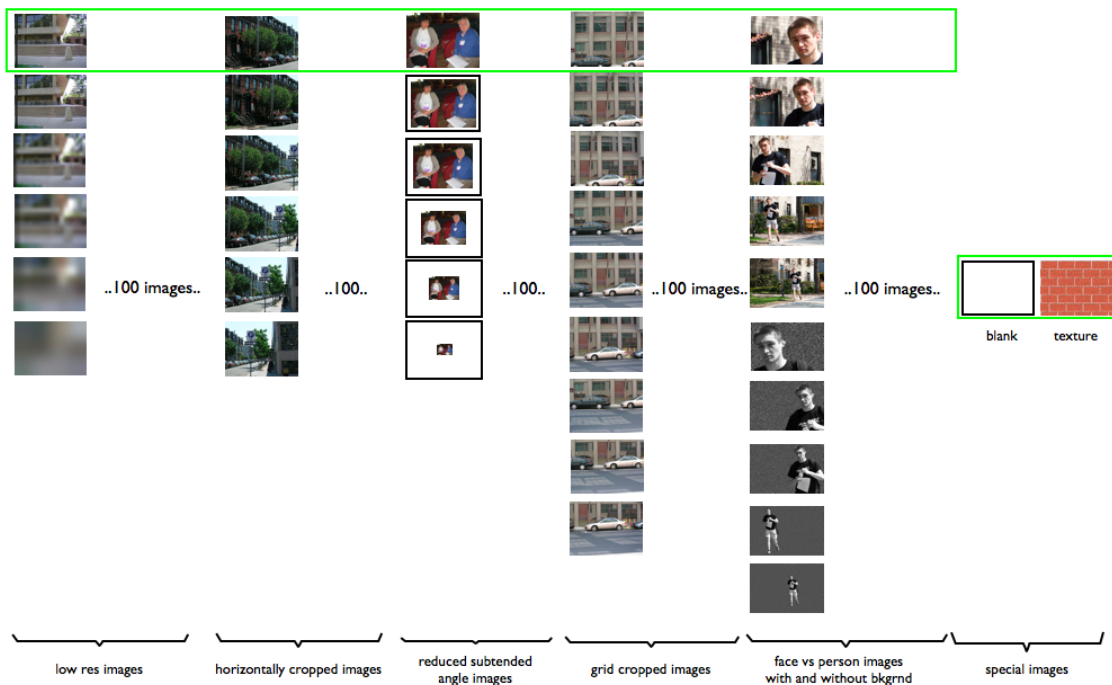 ..100 images..
..100..
..100..
..100 images..
..100 images..
blank
texture
low res images
horizontally cropped images
reduced subtended
angle images
grid cropped images
face vs person images
with and without bkgrnd
special images